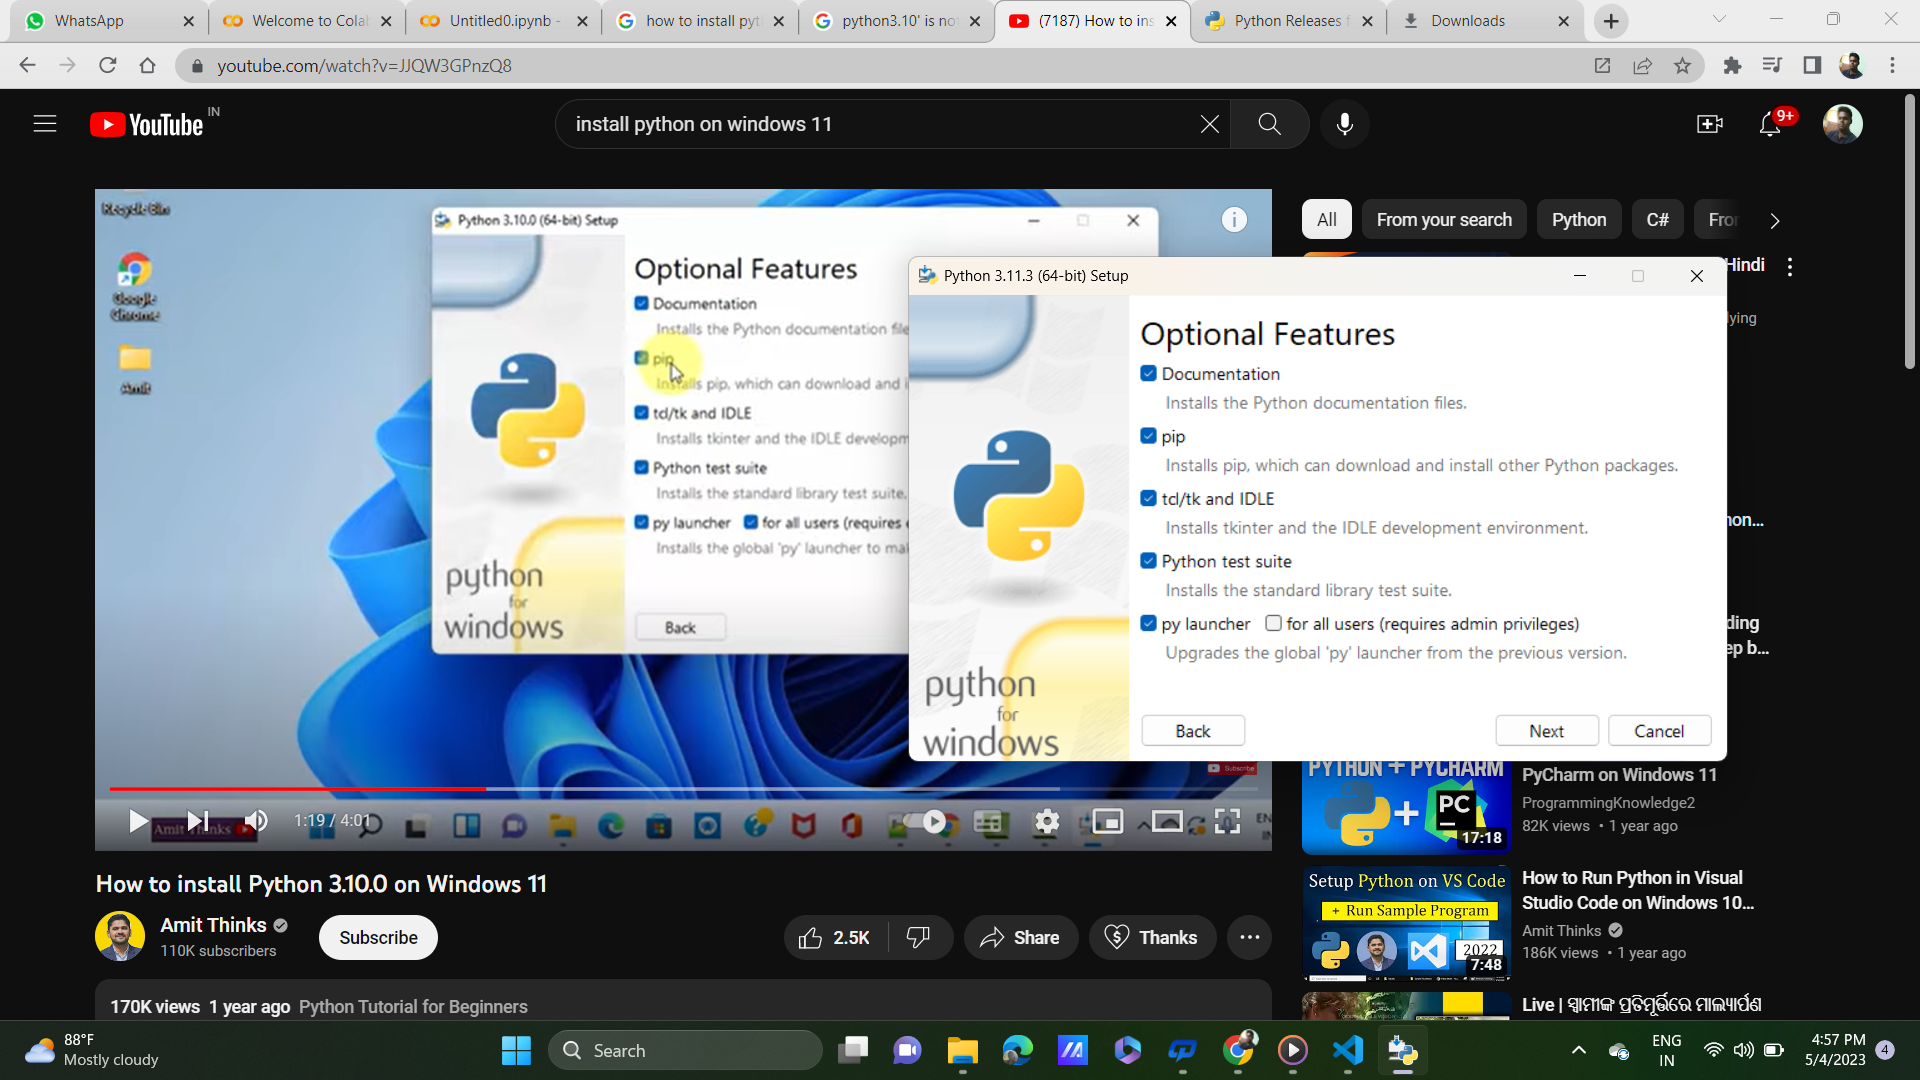 WhatsApp
Welcome to Colab
Untitled0.ipynb -
how to install pyt
python3.10' is no
(7187) How to ins
Python Releases f
Downloads
youtube.com/watch?v=JJQW3GPnzQ8
YouTube IN
install python on windows 11
9+
Recycle Bin
Google
Chrome
Amit
Python 3.10.0 (64-bit) Setup
Optional Features
Documentation
Installs the Python documentation file
pip
Installs pip, which can download and i
tcl/tk and IDLE
Installs tkinter and the IDLE developm
Python test suite
Installs the standard library test suite.
py launcher for all users (requires
Installs the global 'py' launcher to mal
python
for
windows
Back
Python 3.11.3 (64-bit) Setup
Optional Features
Documentation
Installs the Python documentation files.
pip
Installs pip, which can download and install other Python packages.
tcl/tk and IDLE
Installs tkinter and the IDLE development environment.
Python test suite
Installs the standard library test suite.
py launcher for all users (requires admin privileges)
Upgrades the global 'py' launcher from the previous version.
python
for
windows
Back
Next
Cancel
Subscribe
1:19 / 4:01
Amit Thinks
EN
IN
All
From your search
Python
C#
Fror
Hindi
lying
non...
ding
ep b...
PYTHON + PYCHARM
PC
17:18
PyCharm on Windows 11
ProgrammingKnowledge2
82K views • 1 year ago
Setup Python on VS Code
+ Run Sample Program
2022
7:48
How to Run Python in Visual
Studio Code on Windows 10...
Amit Thinks
186K views • 1 year ago
Live | ସ୍ୱାମୀଙ୍କ ପ୍ରତିମୂର୍ତ୍ତିରେ ମାଲ୍ୟାର୍ପଣ
How to install Python 3.10.0 on Windows 11
Amit Thinks
110K subscribers
Subscribe
2.5K
Share
Thanks
170K views 1 year ago Python Tutorial for Beginners
88°F
Mostly cloudy
Search
ENG
IN
4:57 PM
5/4/2023
4